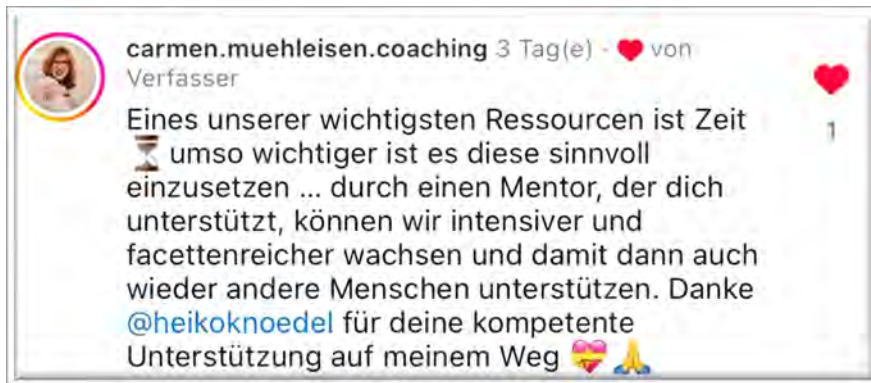 carmen.muehleisen.coaching 3 Tag(e) · ❤️ von
Verfasser
Eines unserer wichtigsten Ressourcen ist Zeit
⏳ umso wichtiger ist es diese sinnvoll
einzusetzen ... durch einen Mentor, der dich
unterstützt, können wir intensiver und
facettenreicher wachsen und damit dann auch
wieder andere Menschen unterstützen. Danke
@heikoknoedel für deine kompetente
Unterstützung auf meinem Weg 💝🙏
1